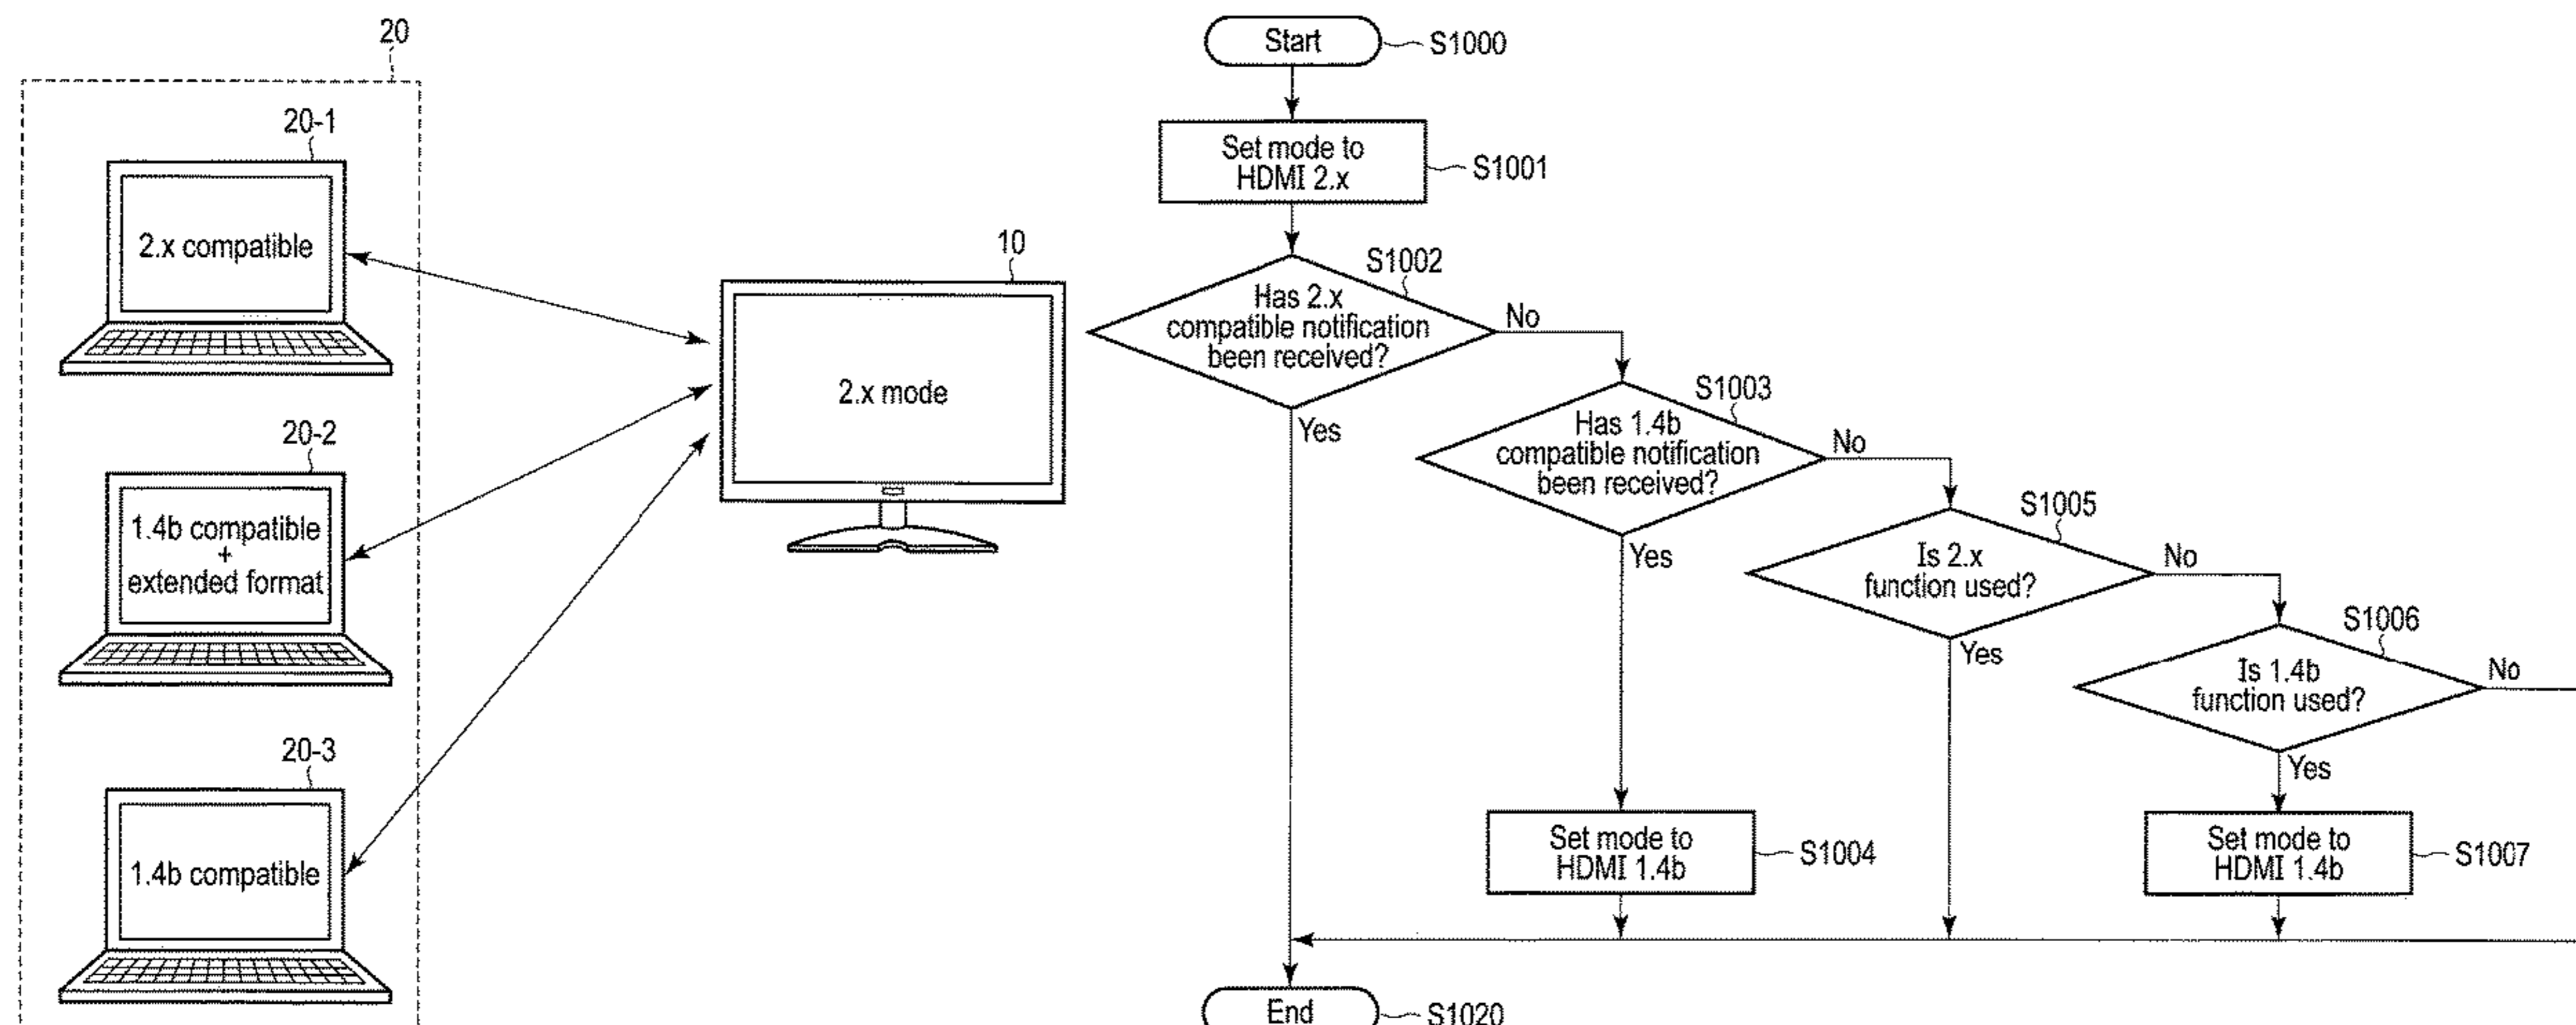 20
20-1
2.x compatible
20-2
1.4b compatible
+
extended format
20-3
1.4b compatible
10
2.x mode
Start
S1000
Set mode to
HDMI 2.x
S1001
S1002
Has 2.x
compatible notification
been received?
No
Yes
S1003
Has 1.4b
compatible notification
been received?
No
Yes
S1005
Is 2.x
function used?
No
Yes
S1006
Is 1.4b
function used?
No
Yes
Set mode to
HDMI 1.4b
S1004
Set mode to
HDMI 1.4b
S1007
End
S1020